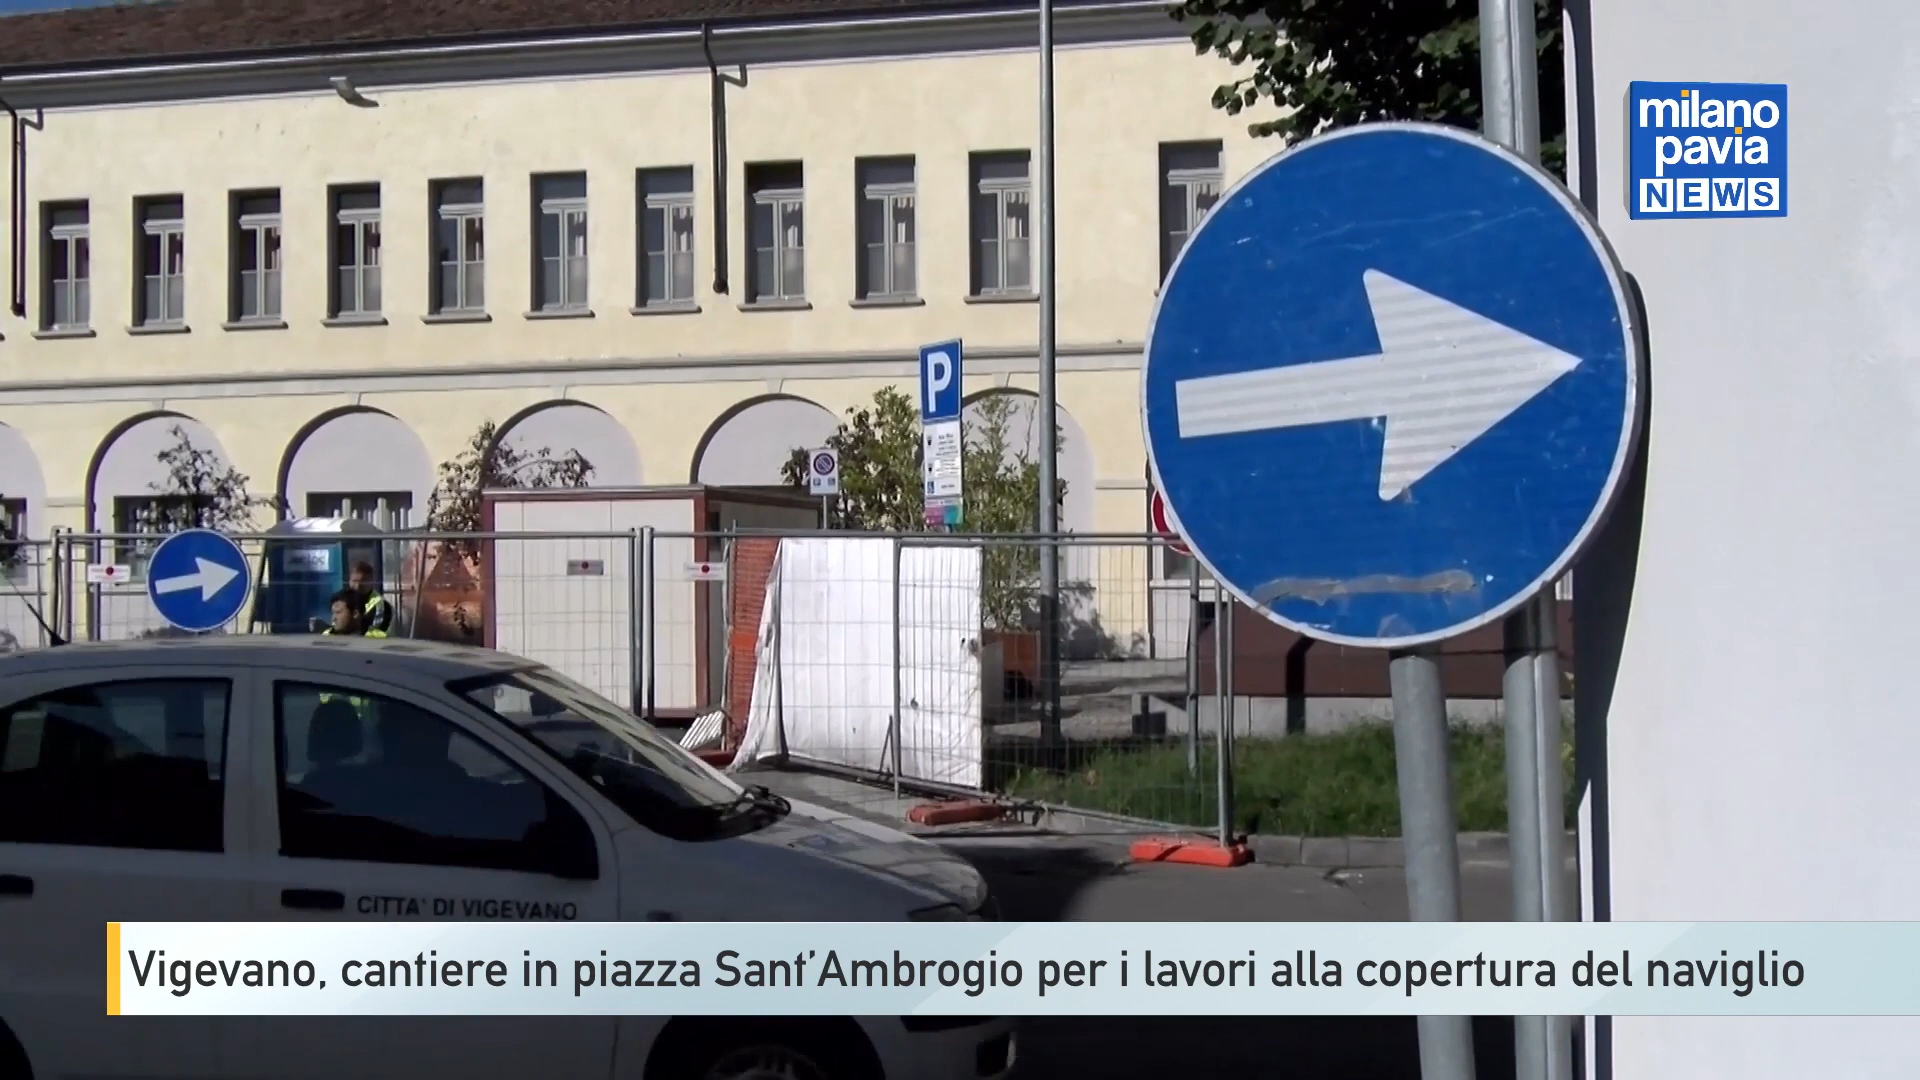 milano
pavia
NEWS
P
CITTA' DI VIGEVANO
Vigevano, cantiere in piazza Sant'Ambrogio per i lavori alla copertura del naviglio